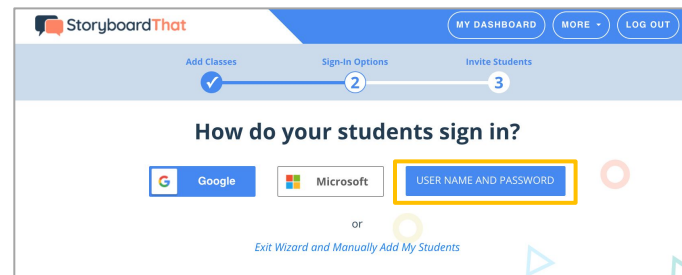 StoryboardThat
MY DASHBOARD MORE LOG OUT
Add Classes Sign-In Options Invite Students
2 3
How do your students sign in?
G Google Microsoft USER NAME AND PASSWORD
or
Exit Wizard and Manually Add My Students